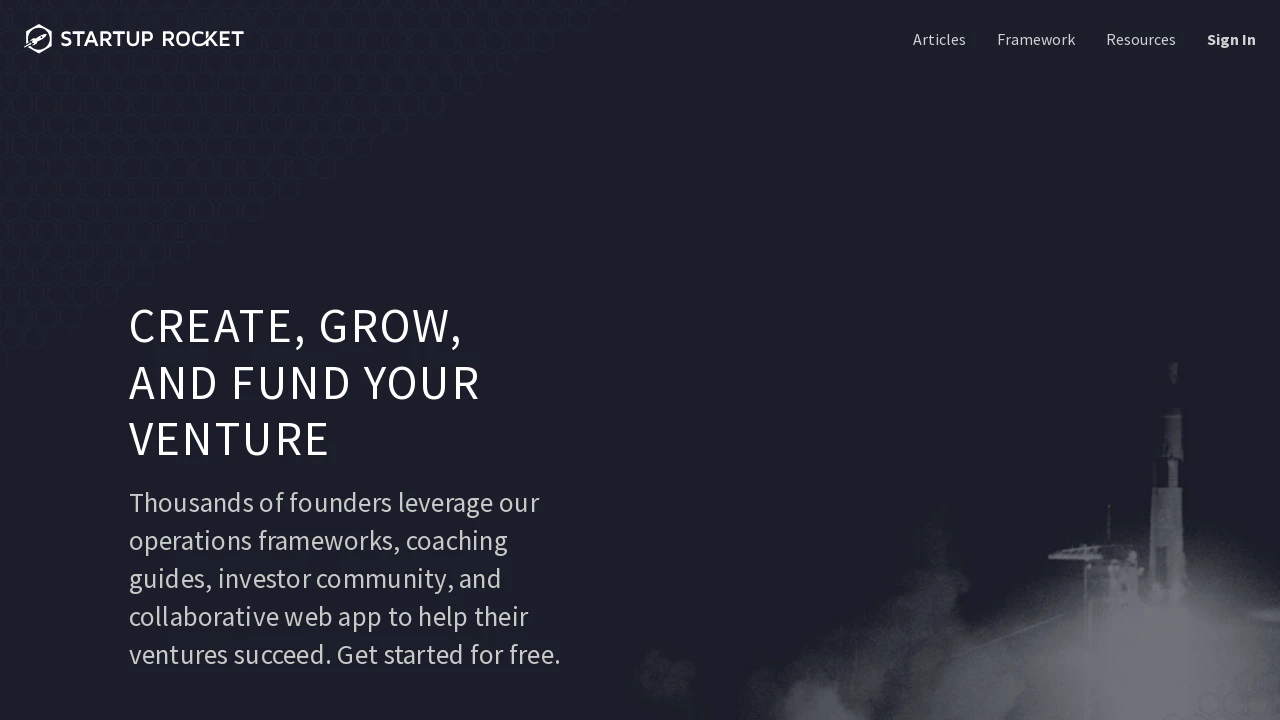 STARTUP ROCKET
Articles
Framework
Resources
Sign In
CREATE, GROW,
AND FUND YOUR
VENTURE
Thousands of founders leverage our
operations frameworks, coaching
guides, investor community, and
collaborative web app to help their
ventures succeed. Get started for free.